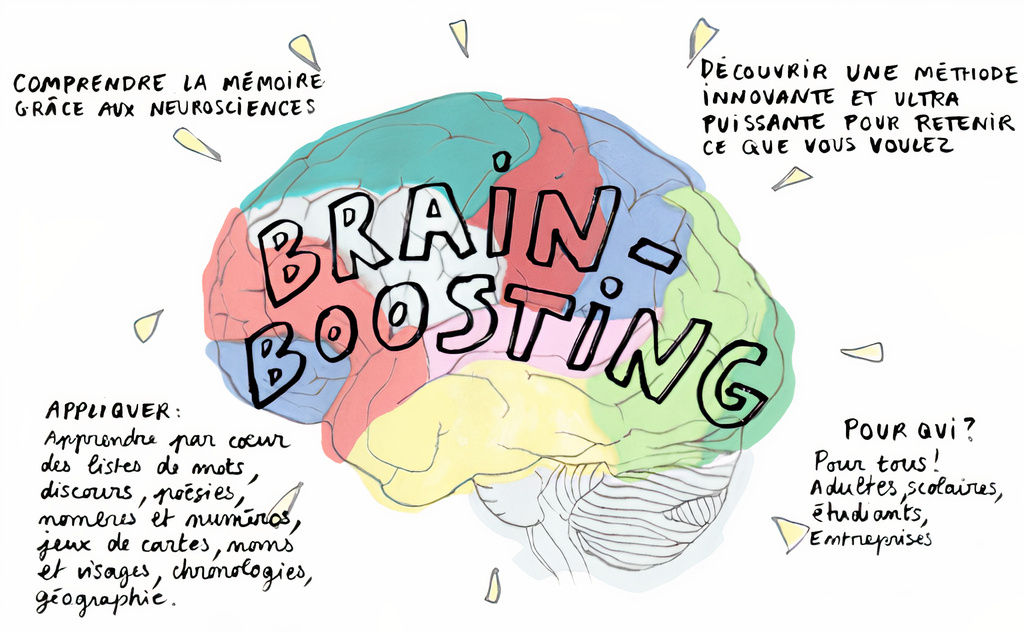 COMPRENDRE LA MÉMOIRE
GRÂCE AUX NEUROSCIENCES
DÉCOUVRIR UNE MÉTHODE
INNOVANTE ET ULTRA
PUISSANTE POUR RETENIR
CE QUE VOUS VOULEZ
BRAIN-
BOOSTING
APPLIQUER:
Apprendre par cœur
des listes de mots,
discours, poésies,
nombres et numéros,
jeux de cartes, noms
et visages, chronologies,
géographie.
POUR QUI?
Pour tous!
Adultes, scolaires,
étudiants,
Entreprises